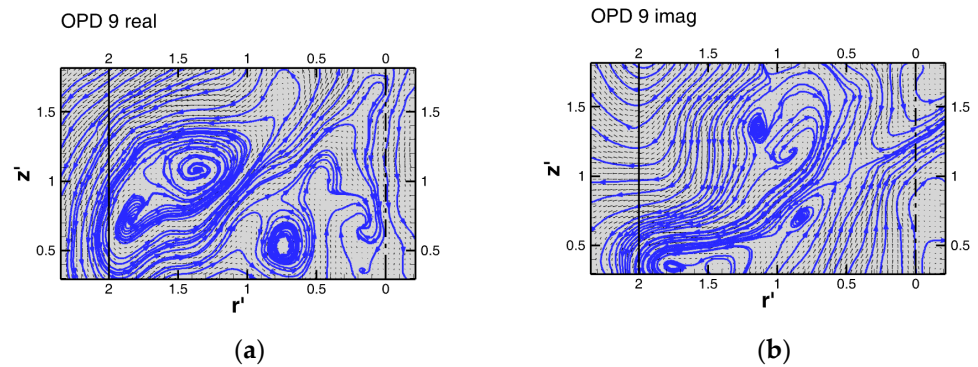 OPD 9 real
2 1.5 1 0.5 0
1.5 1.5
z' 1 1
0.5 0.5
2 1.5 1 0.5 0
r'
(a)
OPD 9 imag
2 1.5 1 0.5 0
1.5 1.5
z' 1 1
0.5 0.5
2 1.5 1 0.5 0
r'
(b)